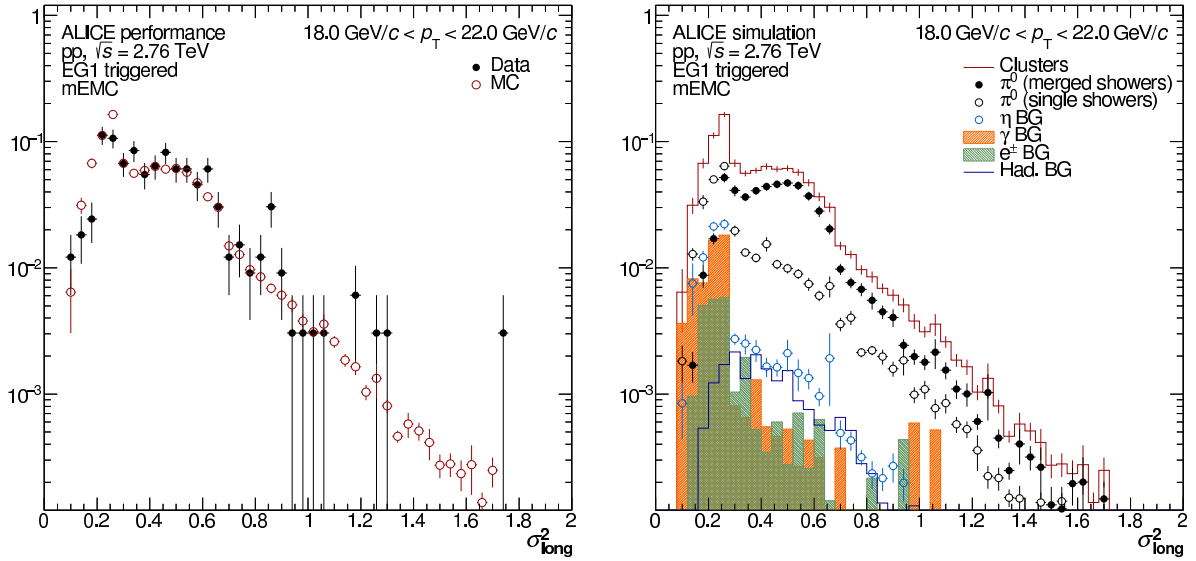 ALICE performance
pp, √s = 2.76 TeV
EG1 triggered
mEMC
18.0 GeV/c < p_T < 22.0 GeV/c
Data
MC
1
10⁻¹
10⁻²
10⁻³
0 0.2 0.4 0.6 0.8 1 1.2 1.4 1.6 1.8 2
σ²_long
ALICE simulation
pp, √s = 2.76 TeV
EG1 triggered
mEMC
18.0 GeV/c < p_T < 22.0 GeV/c
Clusters
π⁰ (merged showers)
π⁰ (single showers)
η BG
γ BG
e± BG
Had. BG
1
10⁻¹
10⁻²
10⁻³
0 0.2 0.4 0.6 0.8 1 1.2 1.4 1.6 1.8 2
σ²_long